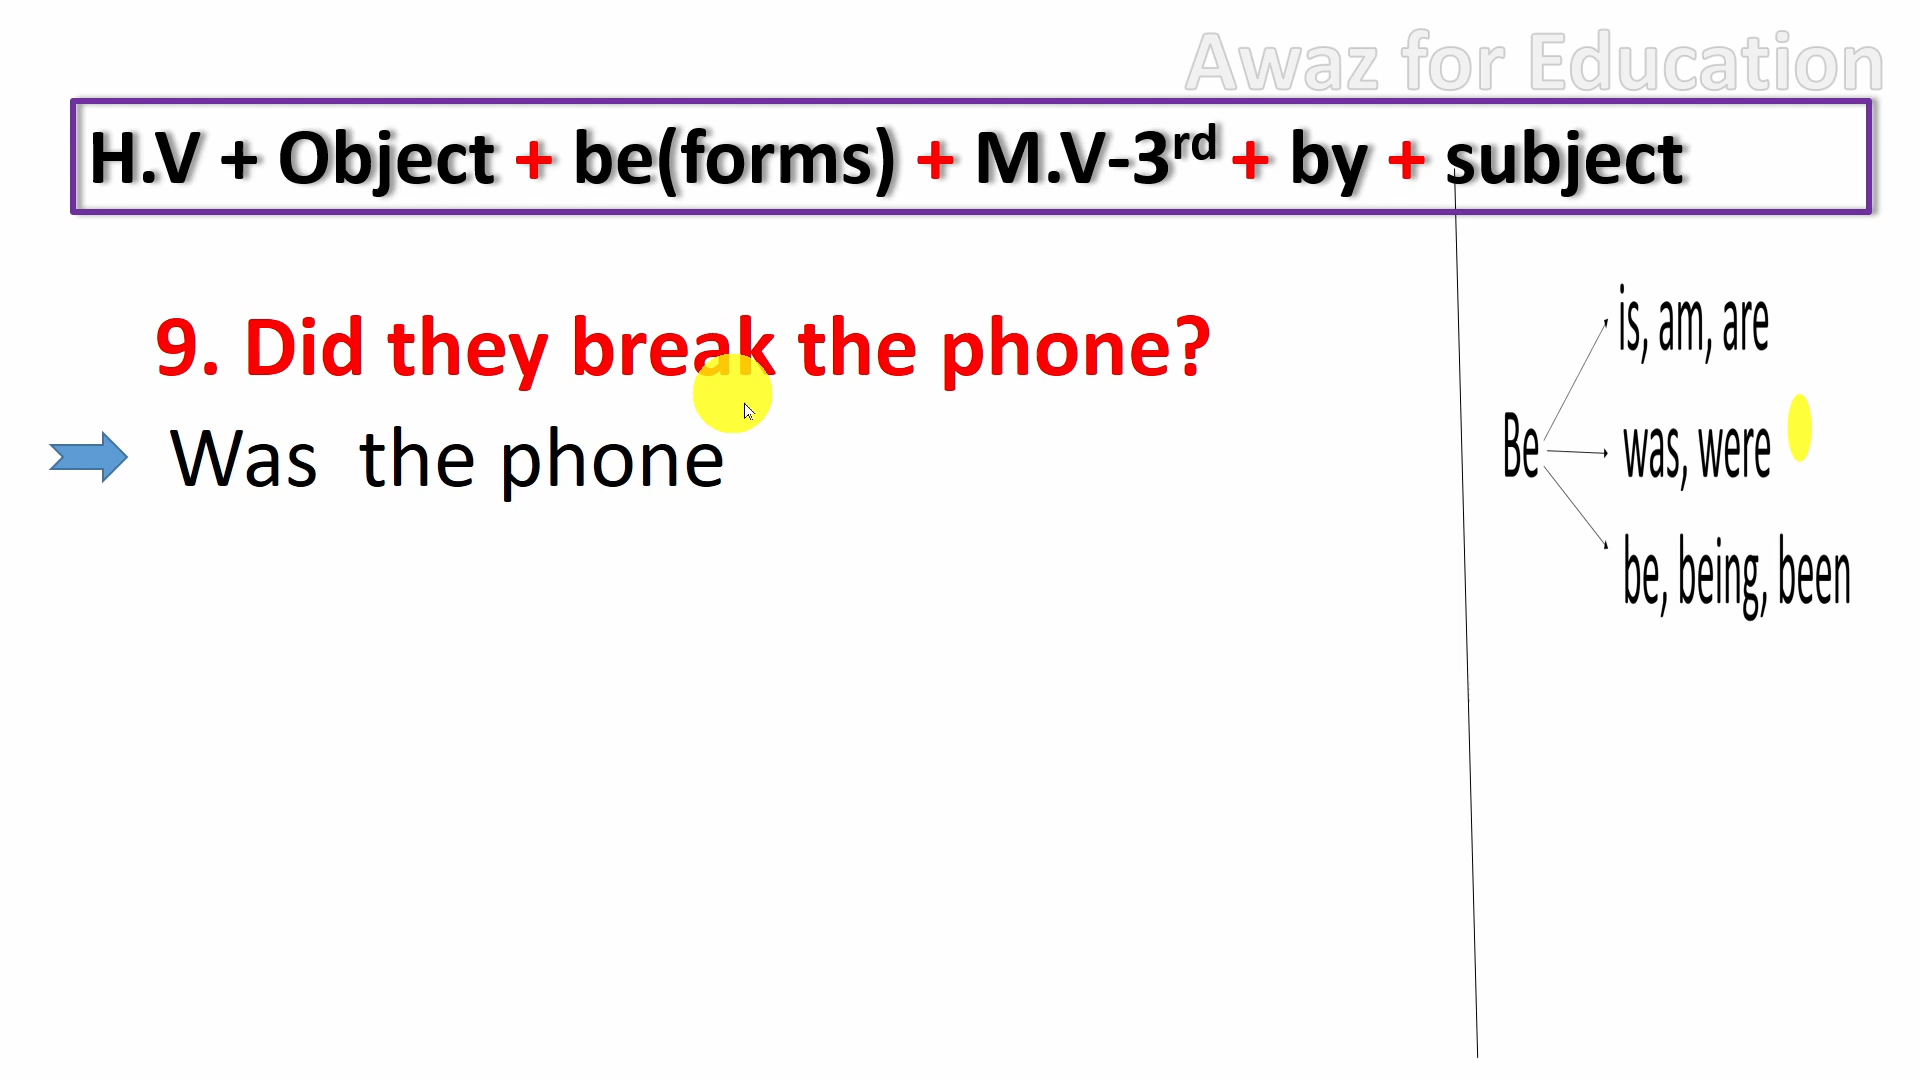 Awaz for Education
H.V + Object + be(forms) + M.V-3rd + by + subject
9. Did they break the phone?
Was the phone
is, am, are
Be
was, were
be, being, been